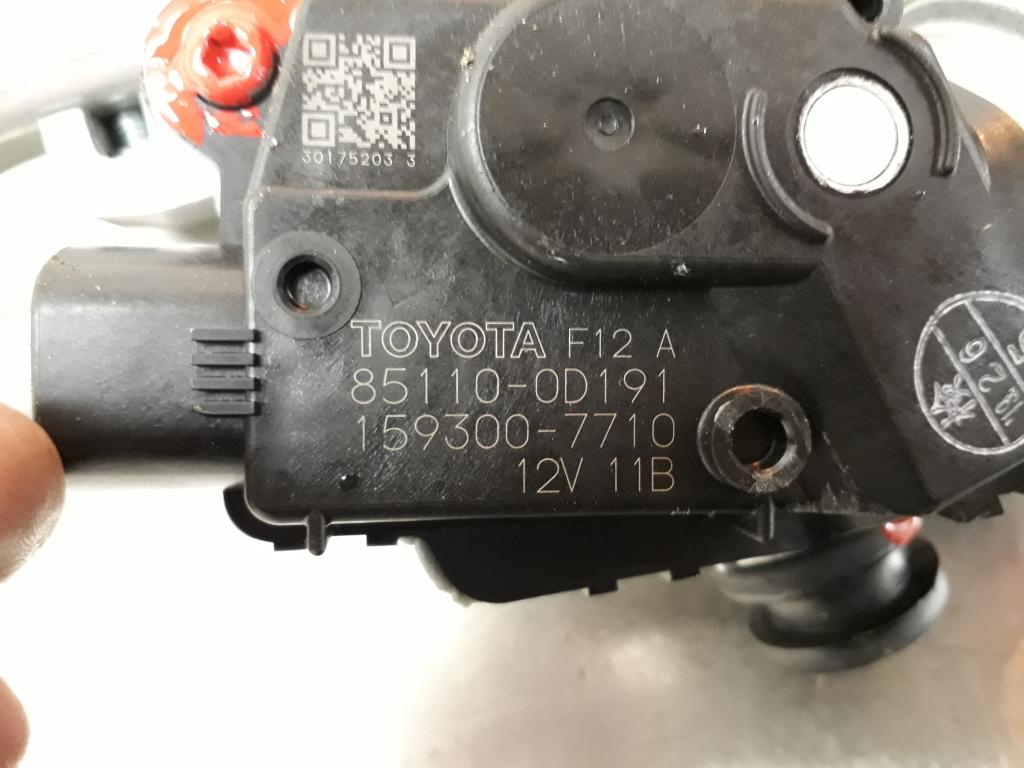 30175203 3
TOYOTA F12 A
85110-0D191
159300-7710
12V 11B